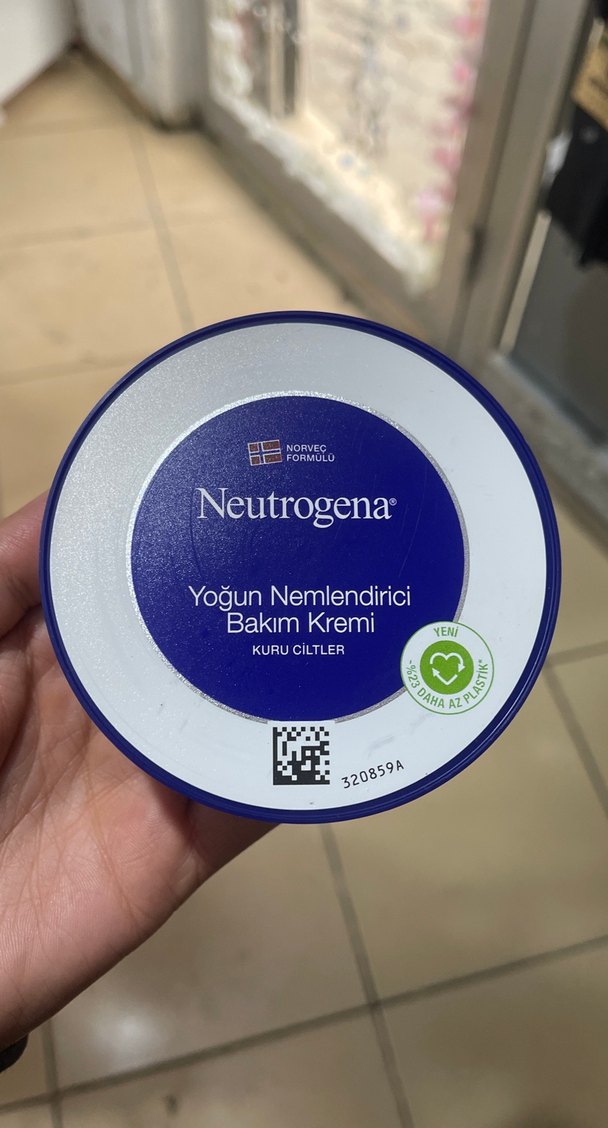 NORVEÇ
FORMÜLÜ
Neutrogena®
Yoğun Nemlendirici
Bakım Kremi
KURU CİLTLER
YENİ
~%23 DAHA AZ PLASTİK*
320859A